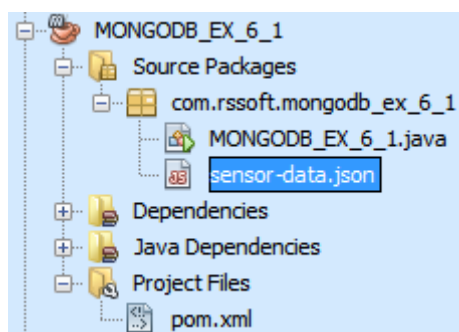 MONGODB_EX_6_1
Source Packages
com.rssoft.mongodb_ex_6_1
MONGODB_EX_6_1.java
sensor-data.json
Dependencies
Java Dependencies
Project Files
pom.xml